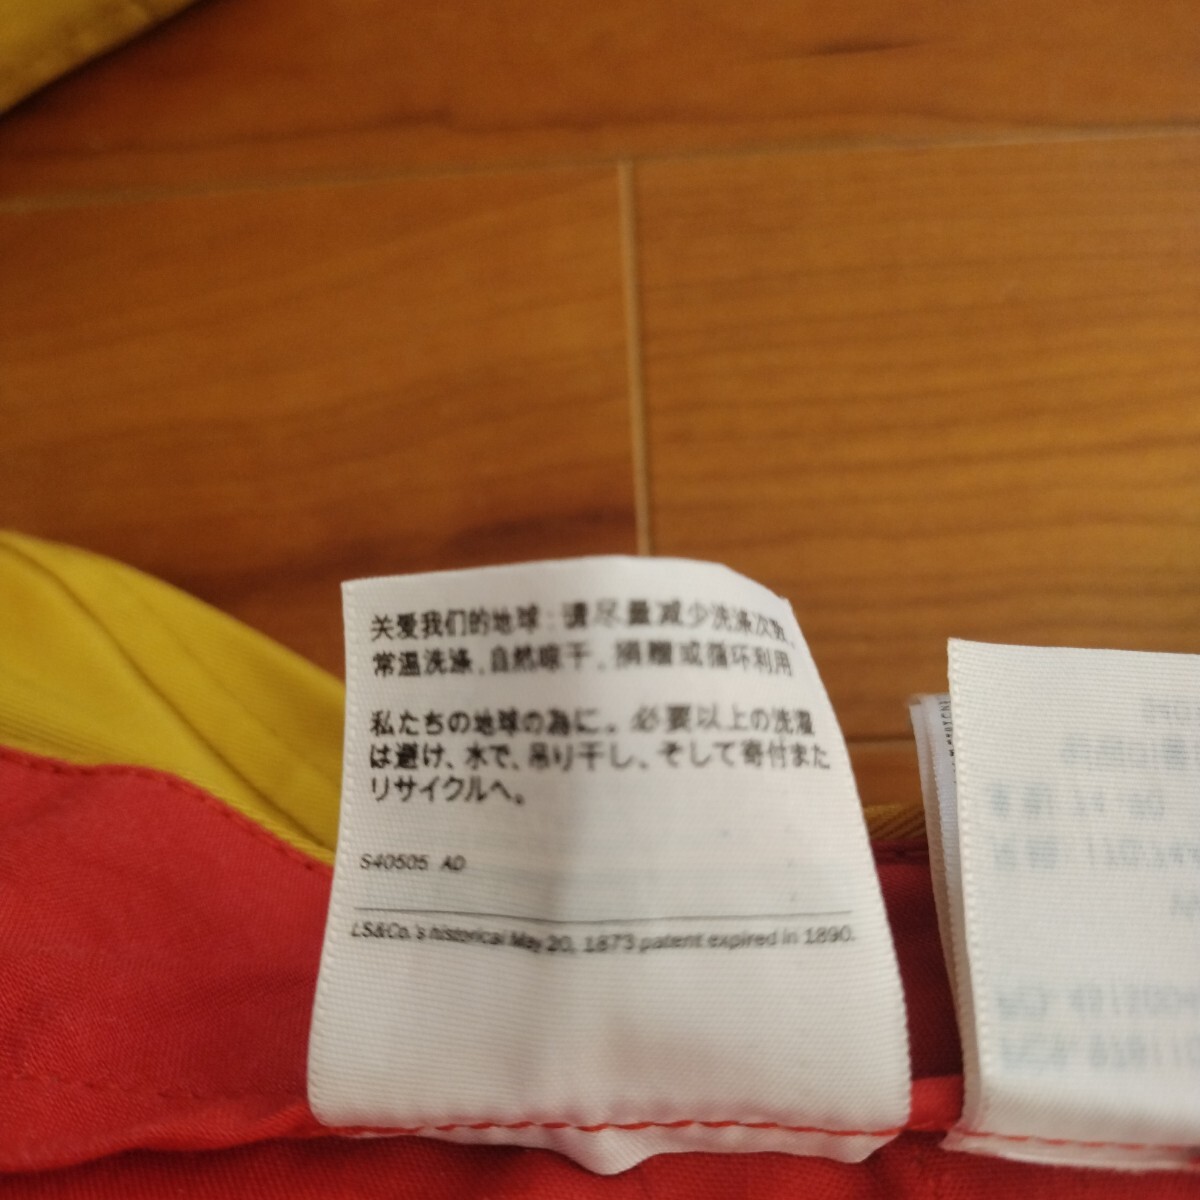 关爱我们的地球：请尽量减少洗涤次数、
常温洗涤、自然晾干、捐赠或循环利用
私たちの地球の為に。必要以上の洗濯
は避け、水で、吊り干し、そして寄付また
リサイクルへ。
S40505 AD
LS&Co.'s historical May 20, 1873 patent expired in 1890.